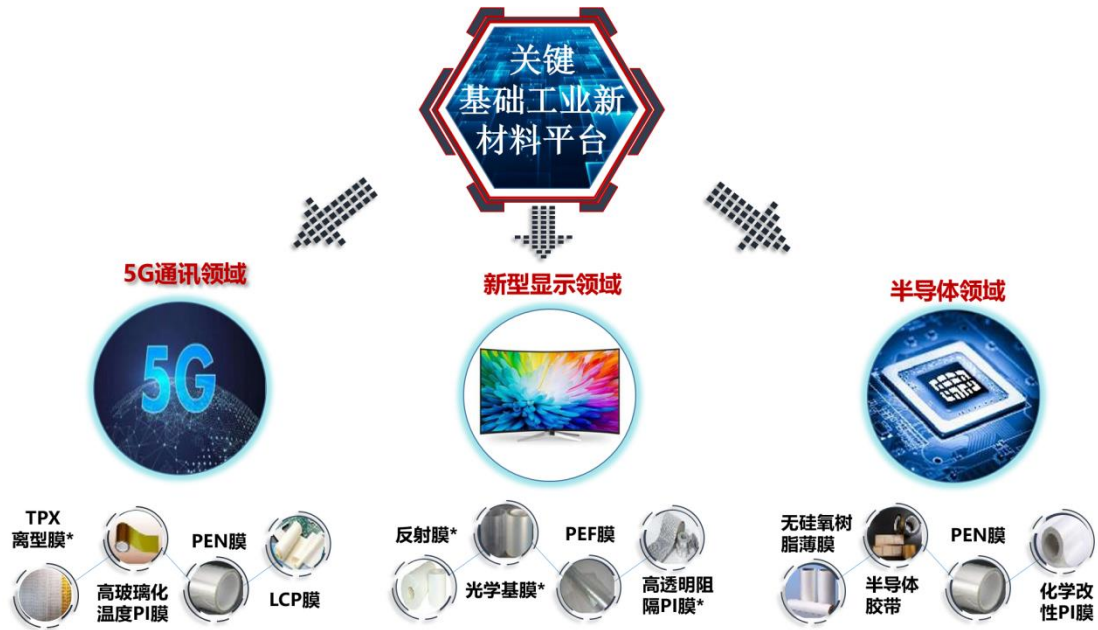 关键
基础工业新
材料平台
5G通讯领域
新型显示领域
半导体领域
5G
TPX
离型膜*
高玻璃化
温度PI膜
PEN膜
LCP膜
反射膜*
光学基膜*
PEF膜
高透明阻
隔PI膜*
无硅氧树
脂薄膜
半导体
胶带
PEN膜
化学改
性PI膜